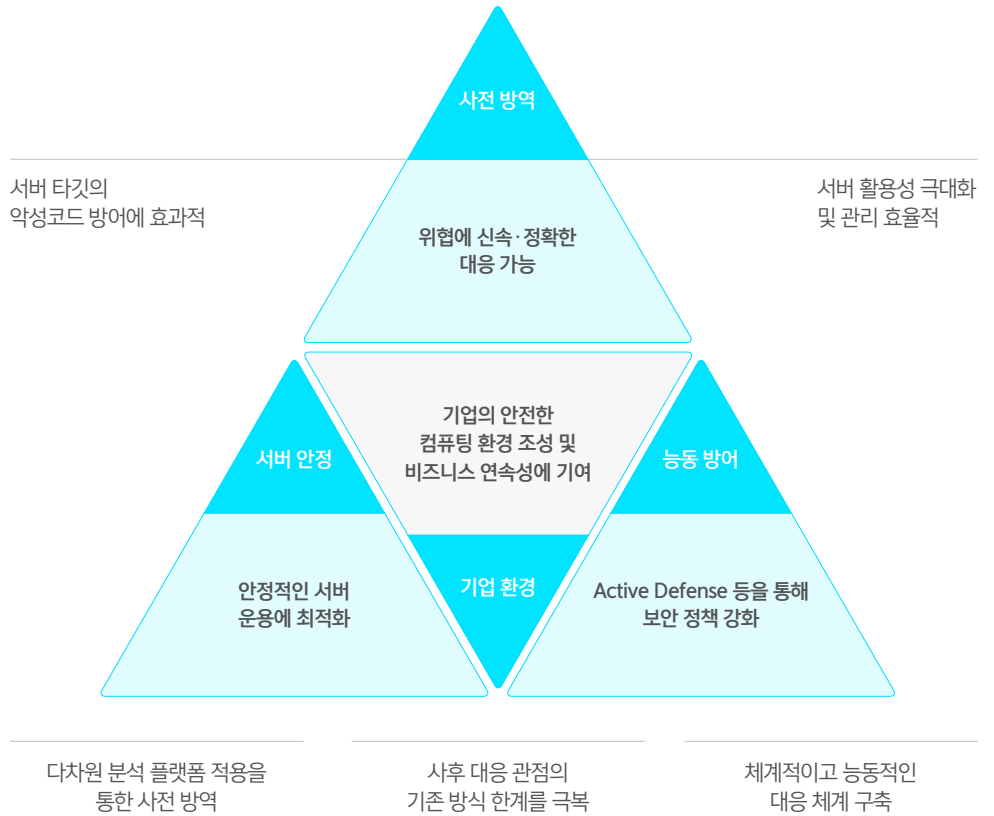 사전 방역
서버 타깃의
악성코드 방어에 효과적
서버 활용성 극대화
및 관리 효율적
위협에 신속·정확한
대응 가능
기업의 안전한
컴퓨팅 환경 조성 및
비즈니스 연속성에 기여
서버 안정
능동 방어
기업 환경
안정적인 서버
운용에 최적화
Active Defense 등을 통해
보안 정책 강화
다차원 분석 플랫폼 적용을
통한 사전 방역
사후 대응 관점의
기존 방식 한계를 극복
체계적이고 능동적인
대응 체계 구축